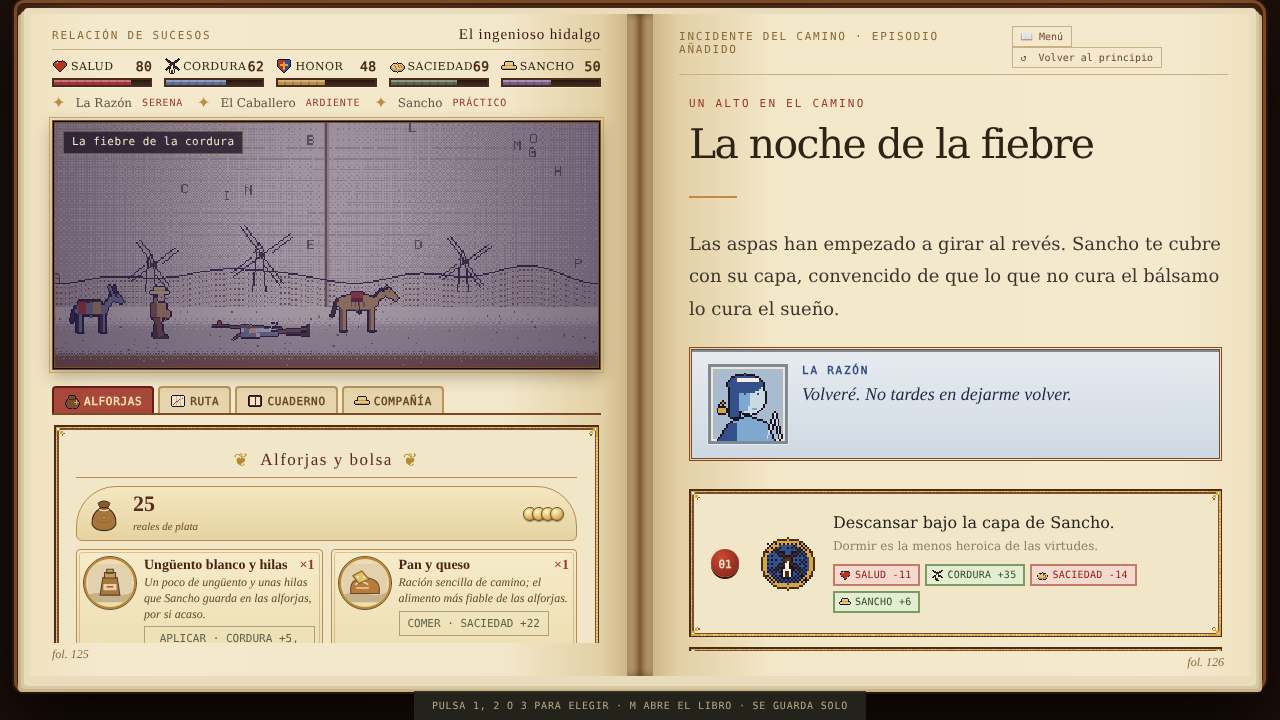 RELACIÓN DE SUCESOS
El ingenioso hidalgo
SALUD 80
CORDURA 62
HONOR 48
SACIEDAD 69
SANCHO 50
La Razón SERENA
El Caballero ARDIENTE
Sancho PRÁCTICO
La fiebre de la cordura
B L M O G H
C I N
E D P
ALFORJAS
RUTA
CUADERNO
COMPAÑÍA
Alforjas y bolsa
25
reales de plata
Ungüento blanco y hilas ×1
Un poco de ungüento y unas hilas
que Sancho guarda en las alforjas,
por si acaso.
APLICAR · CORDURA +5,
Pan y queso ×1
Ración sencilla de camino; el
alimento más fiable de las alforjas.
COMER · SACIEDAD +22
fol. 125
INCIDENTE DEL CAMINO · EPISODIO
AÑADIDO
Menú
↺ Volver al principio
UN ALTO EN EL CAMINO
La noche de la fiebre
Las aspas han empezado a girar al revés. Sancho te cubre
con su capa, convencido de que lo que no cura el bálsamo
lo cura el sueño.
LA RAZÓN
Volveré. No tardes en dejarme volver.
01
Descansar bajo la capa de Sancho.
Dormir es la menos heroica de las virtudes.
SALUD -11
CORDURA +35
SACIEDAD -14
SANCHO +6
fol. 126
PULSA 1, 2 O 3 PARA ELEGIR · M ABRE EL LIBRO · SE GUARDA SOLO